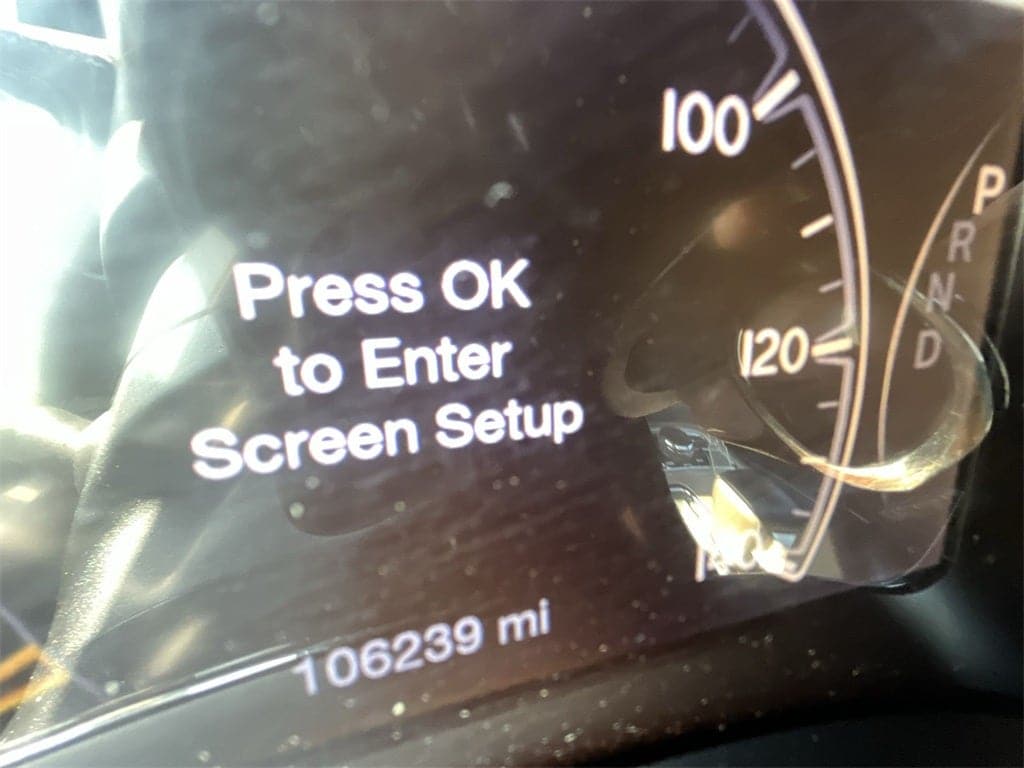 100
P
R
N
Press OK
120
D
to Enter
Screen Setup
106239 mi